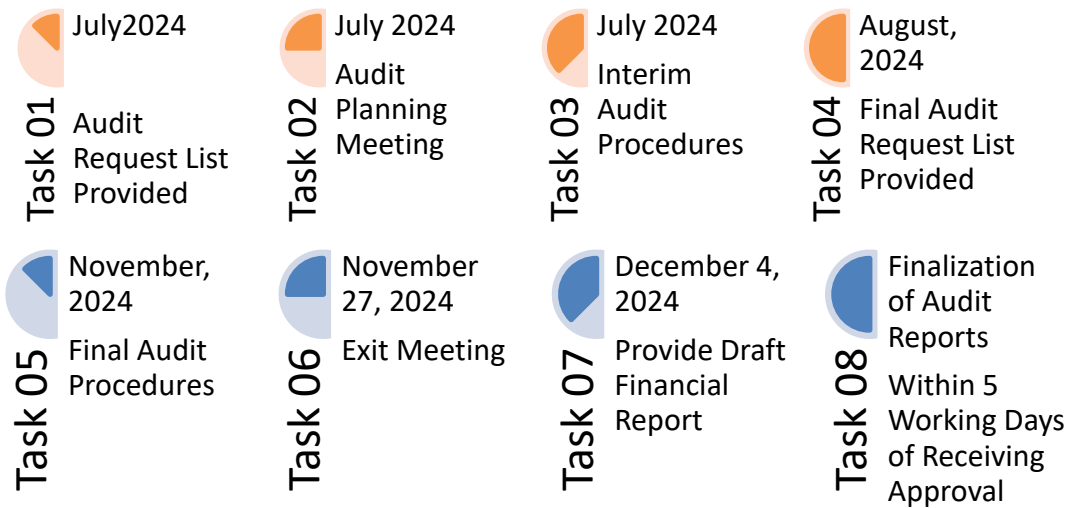 Task 01
July2024
Audit
Request List
Provided
Task 02
July 2024
Audit
Planning
Meeting
Task 03
July 2024
Interim
Audit
Procedures
Task 04
August,
2024
Final Audit
Request List
Provided
Task 05
November,
2024
Final Audit
Procedures
Task 06
November
27, 2024
Exit Meeting
Task 07
December 4,
2024
Provide Draft
Financial
Report
Task 08
Finalization
of Audit
Reports
Within 5
Working Days
of Receiving
Approval